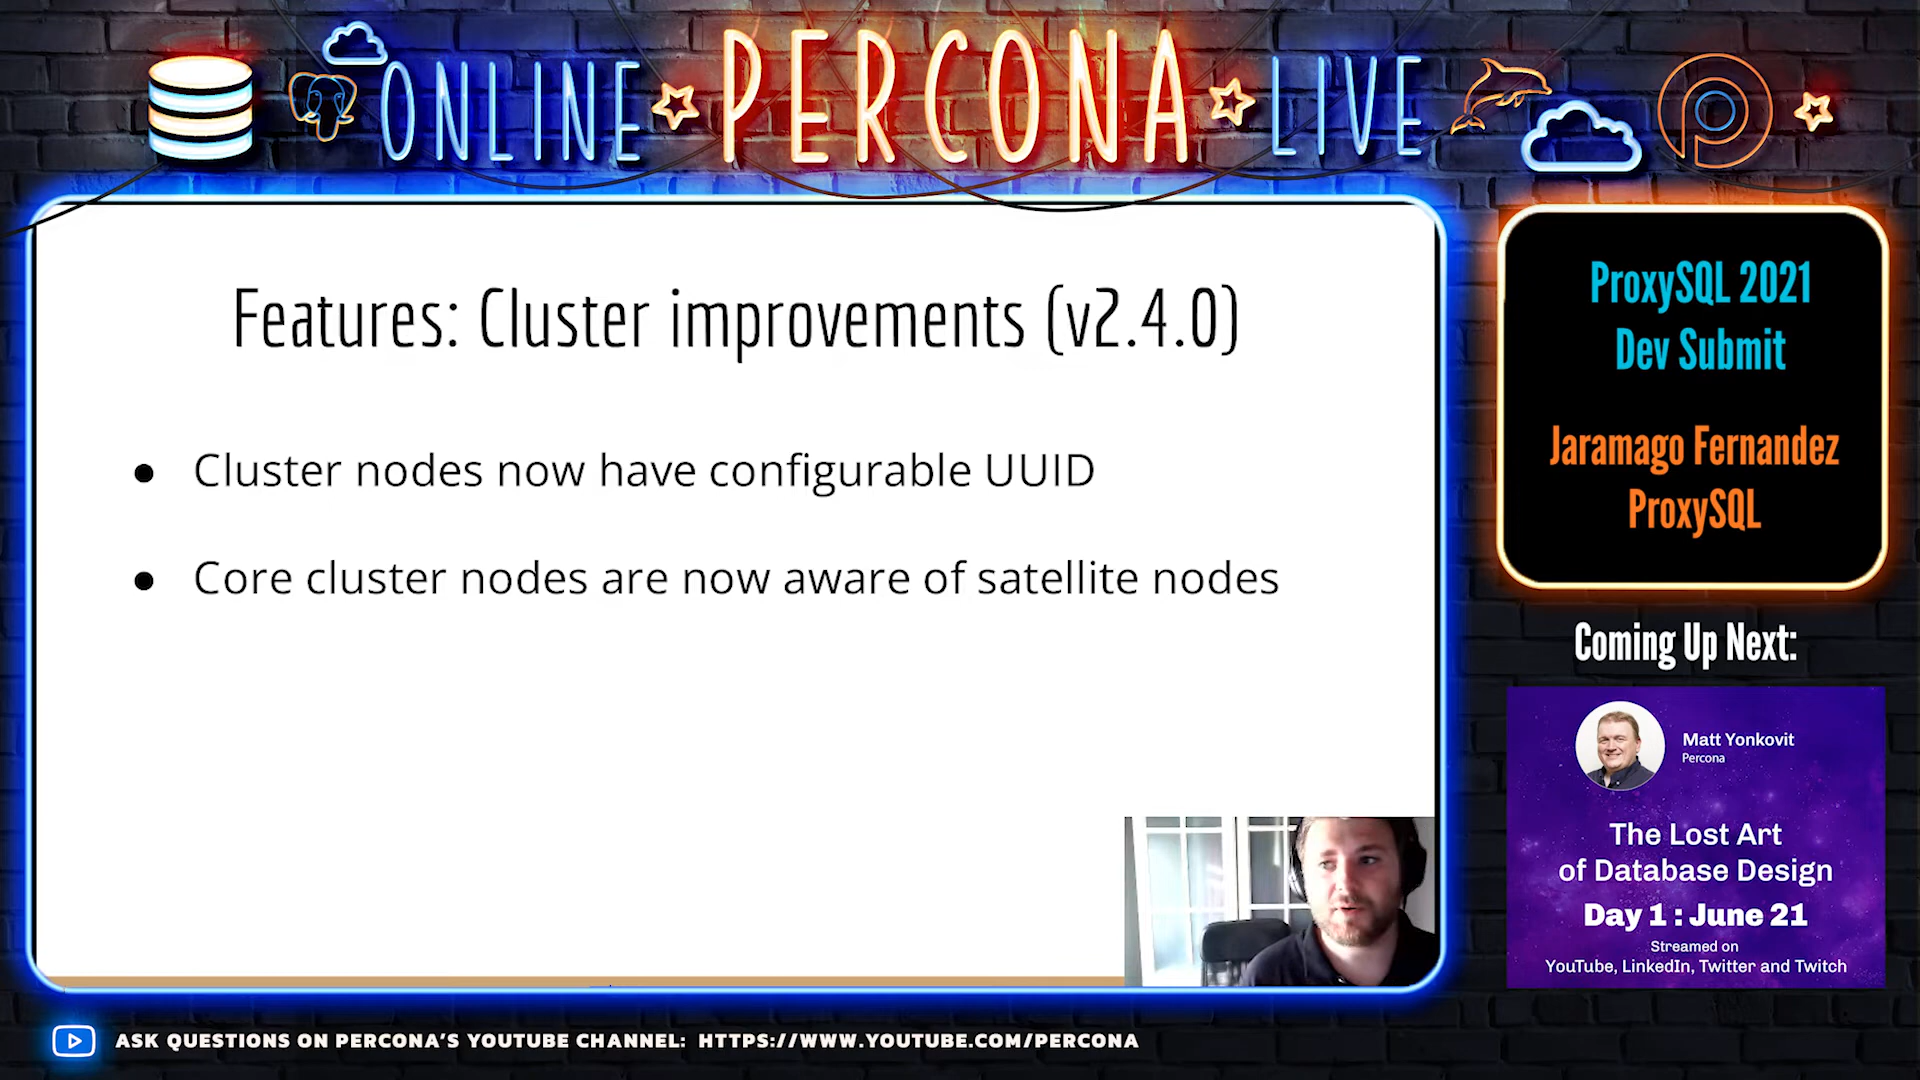 ONLINE PERCONA LIVE
Features: Cluster improvements (v2.4.0)
● Cluster nodes now have configurable UUID
● Core cluster nodes are now aware of satellite nodes
ProxySQL 2021
Dev Submit
Jaramago Fernandez
ProxySQL
Coming Up Next:
Matt Yonkovit
Percona
The Lost Art
of Database Design
Day 1 : June 21
Streamed on
YouTube, LinkedIn, Twitter and Twitch
ASK QUESTIONS ON PERCONA'S YOUTUBE CHANNEL: HTTPS://WWW.YOUTUBE.COM/PERCONA